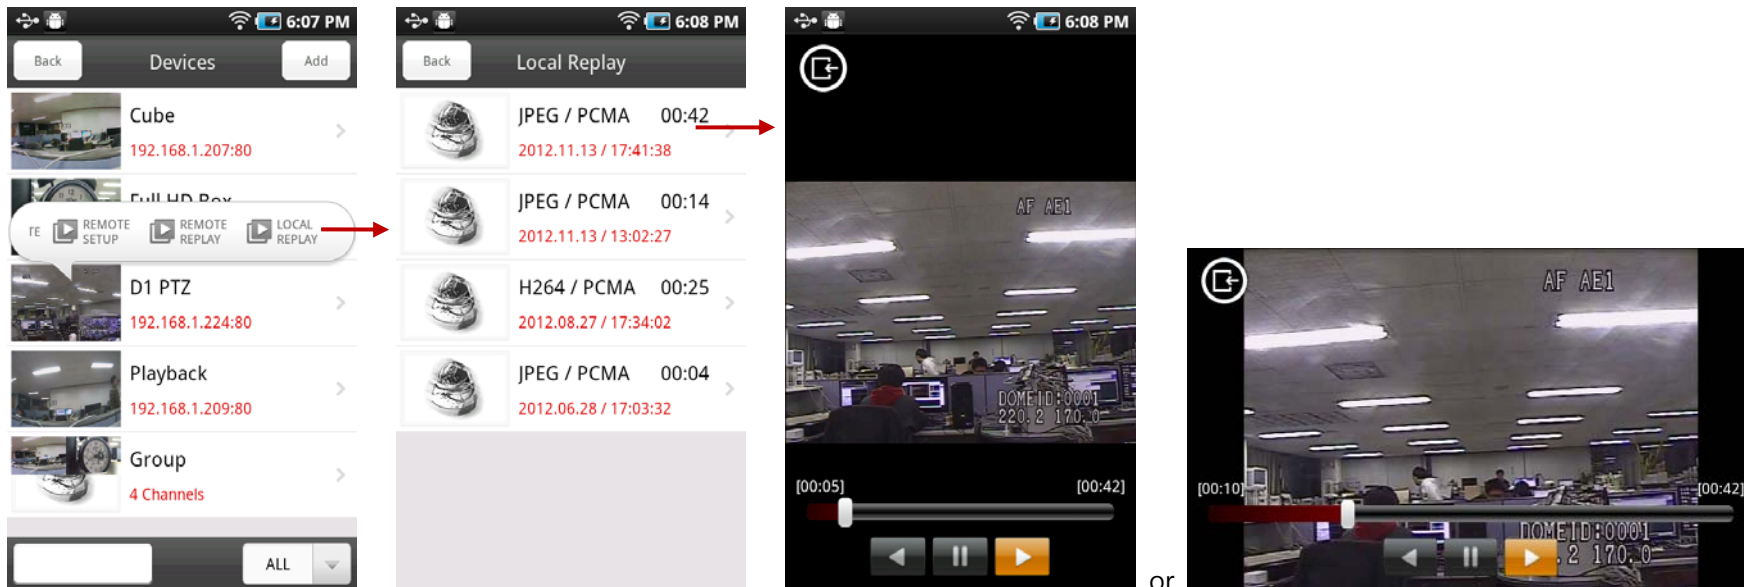 6:07 PM
Back
Devices
Add
Cube
192.168.1.207:80
Full HD Box
TE
REMOTE
SETUP
REMOTE
REPLAY
LOCAL
REPLAY
D1 PTZ
192.168.1.224:80
Playback
192.168.1.209:80
Group
4 Channels
ALL
6:08 PM
Back
Local Replay
JPEG / PCMA 00:42
2012.11.13 / 17:41:38
JPEG / PCMA 00:14
2012.11.13 / 13:02:27
H264 / PCMA 00:25
2012.08.27 / 17:34:02
JPEG / PCMA 00:04
2012.06.28 / 17:03:32
6:08 PM
AF AE1
DOMEID:0001
220.2 170.0
[00:05] [00:42]
or
AF AE1
[00:10] [00:42]
DOMEID:0001
.2 170.0